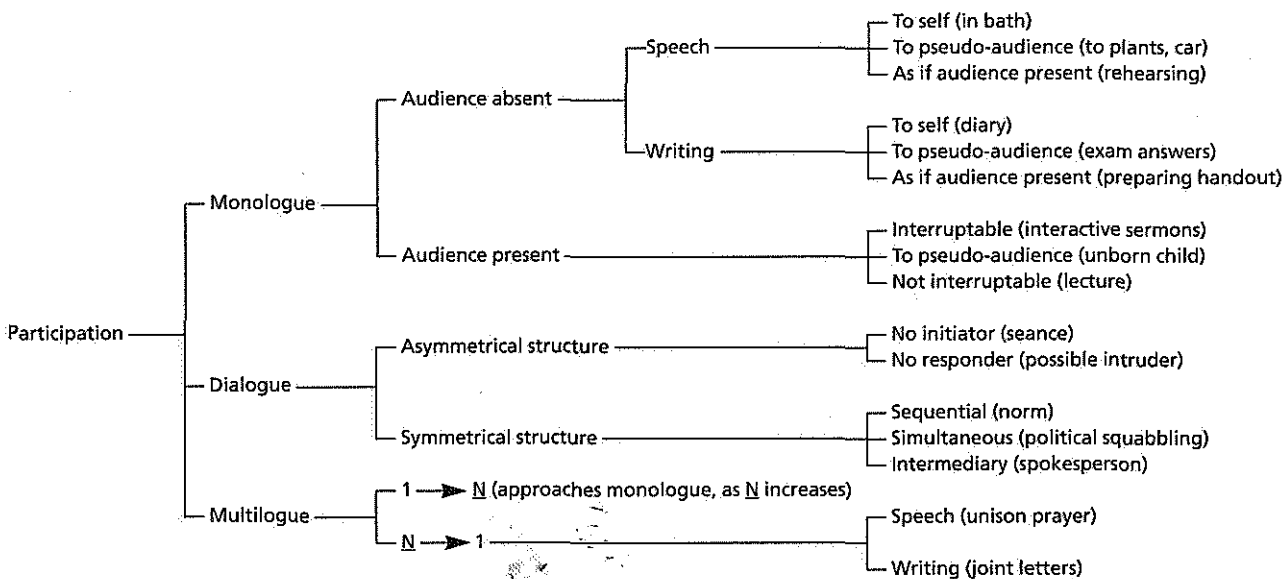 To self (in bath)
Speech
To pseudo-audience (to plants, car)
As if audience present (rehearsing)
Audience absent
To self (diary)
Writing
To pseudo-audience (exam answers)
As if audience present (preparing handout)
Monologue
Interruptable (interactive sermons)
Audience present
To pseudo-audience (unborn child)
Not interruptable (lecture)
Participation
No initiator (seance)
Asymmetrical structure
No responder (possible intruder)
Dialogue
Sequential (norm)
Symmetrical structure
Simultaneous (political squabbling)
Intermediary (spokesperson)
1 → N (approaches monologue, as N increases)
Multilogue
Speech (unison prayer)
N → 1
Writing (joint letters)